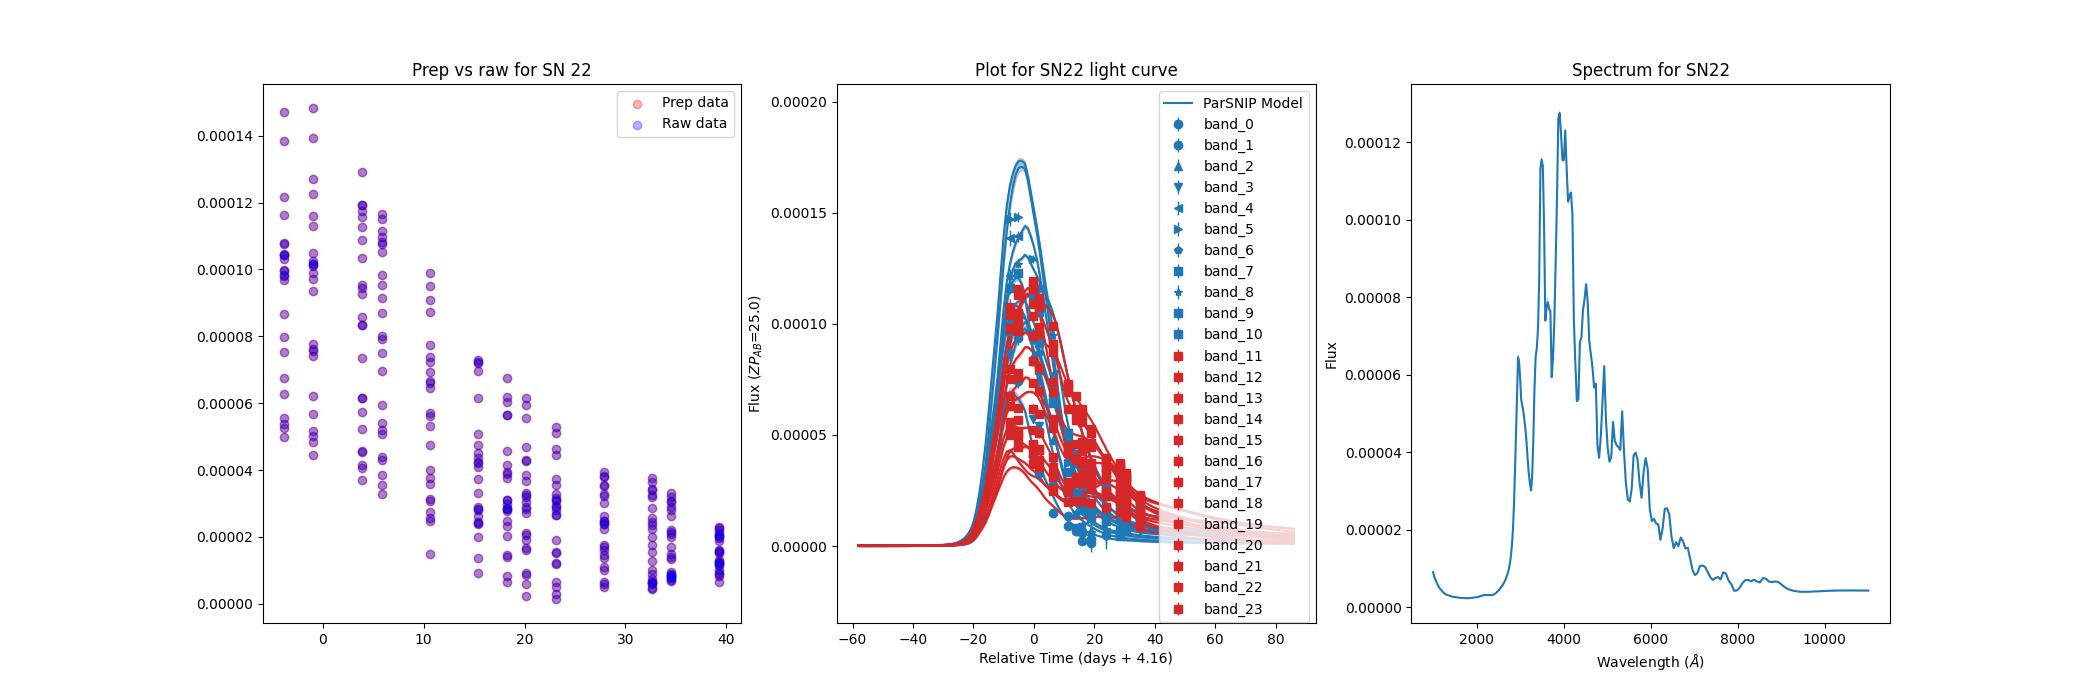 Prep vs raw for SN 22
Prep data
Raw data
0.00014
0.00012
0.00010
0.00008
0.00006
0.00004
0.00002
0.00000
0
10
20
30
40
Plot for SN22 light curve
Flux (ZP_AB=25.0)
0.00020
0.00015
0.00010
0.00005
0.00000
ParSNIP Model
band_0
band_1
band_2
band_3
band_4
band_5
band_6
band_7
band_8
band_9
band_10
band_11
band_12
band_13
band_14
band_15
band_16
band_17
band_18
band_19
band_20
band_21
band_22
band_23
−60
−40
−20
0
20
40
60
80
Relative Time (days + 4.16)
Spectrum for SN22
Flux
0.00012
0.00010
0.00008
0.00006
0.00004
0.00002
0.00000
2000
4000
6000
8000
10000
Wavelength (Å)